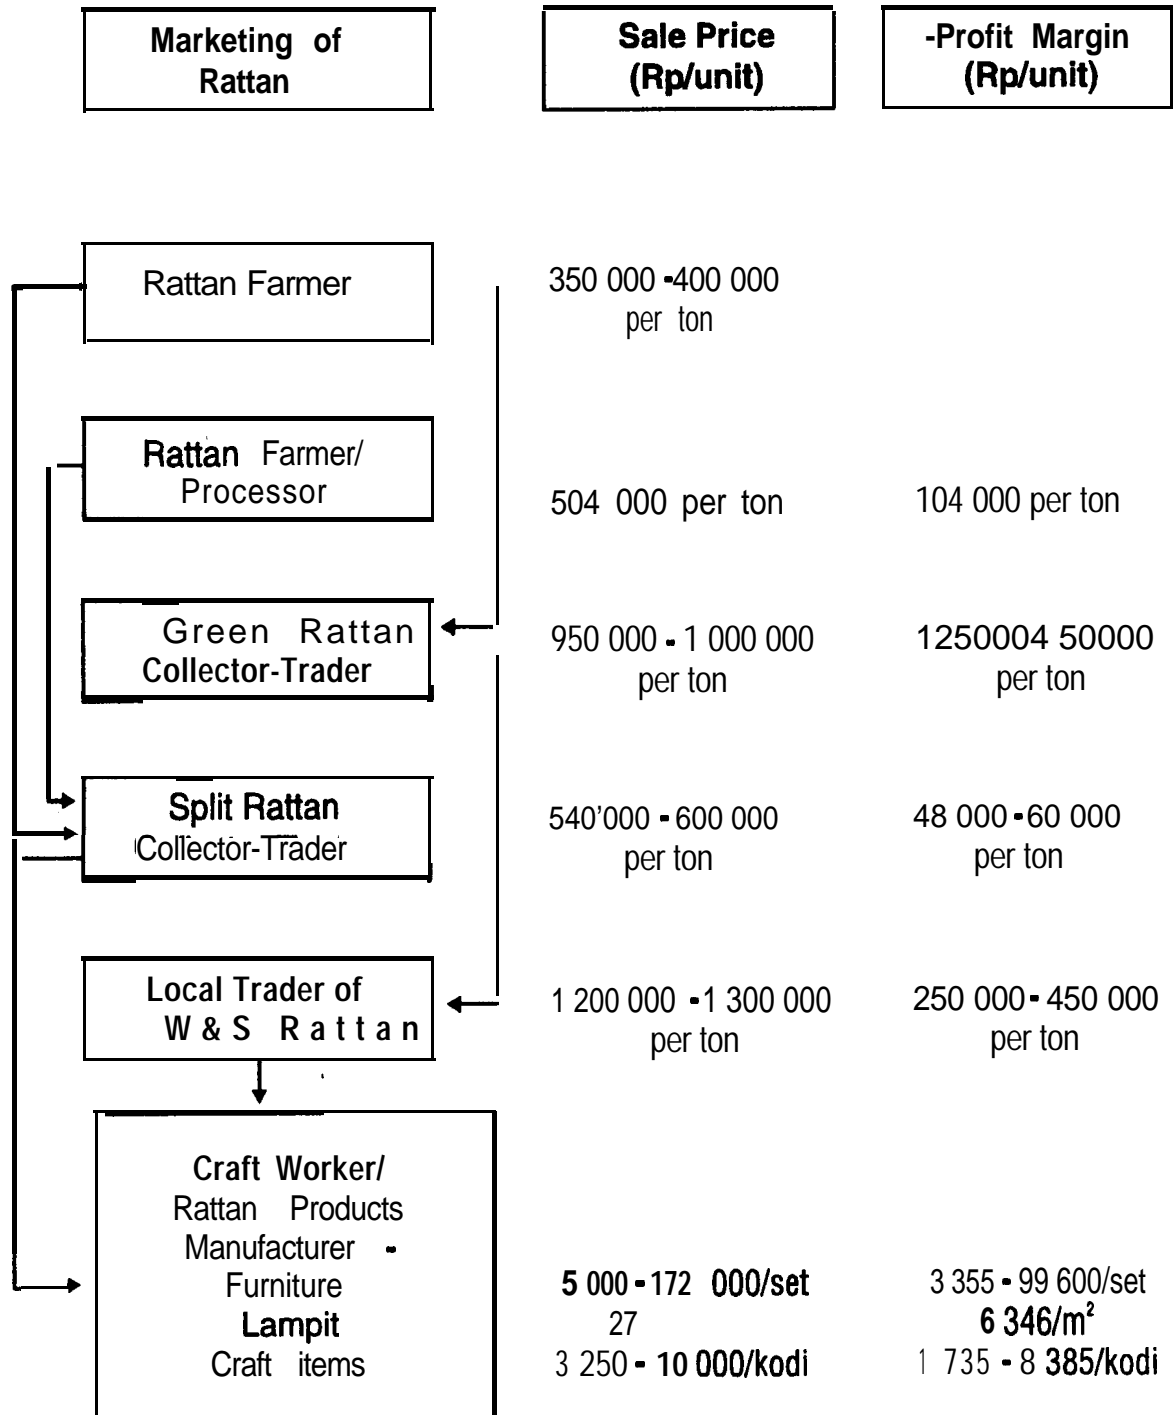 Marketing of
Rattan
Sale Price
(Rp/unit)
-Profit Margin
(Rp/unit)
Rattan Farmer
350 000 - 400 000
per ton
Rattan Farmer/
Processor
504 000 per ton
104 000 per ton
Green Rattan
Collector-Trader
950 000 - 1 000 000
per ton
1250004 50000
per ton
Split Rattan
Collector-Trader
540'000 - 600 000
per ton
48 000 - 60 000
per ton
Local Trader of
W & S Rattan
1 200 000 - 1 300 000
per ton
250 000 - 450 000
per ton
Craft Worker/
Rattan Products
Manufacturer -
Furniture
5 000 - 172 000/set
3 355 - 99 600/set
Lampit
27
6 346/m²
Craft items
3 250 - 10 000/kodi
1 735 - 8 385/kodi